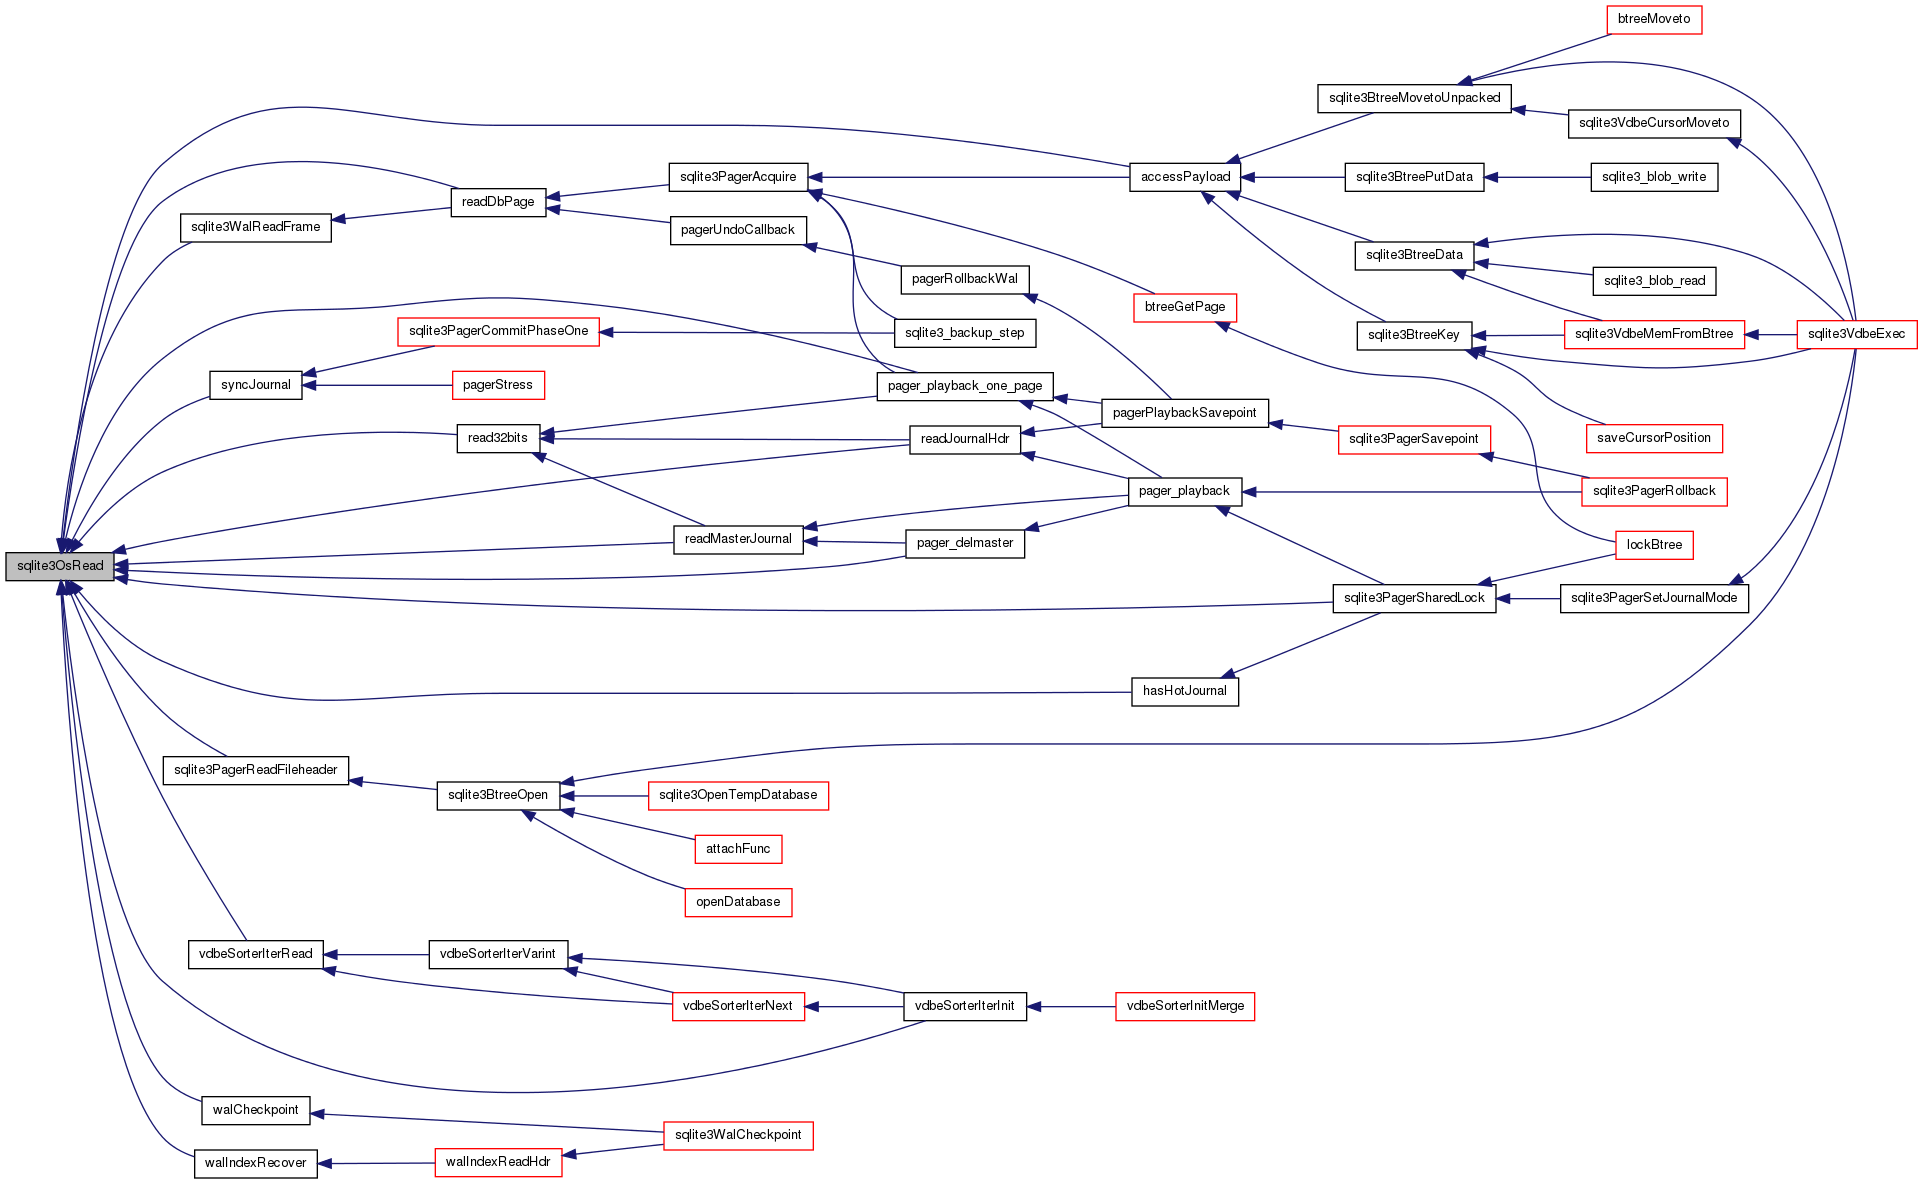 btreeMoveto
sqlite3BtreeMovetoUnpacked
sqlite3VdbeCursorMoveto
sqlite3PagerAcquire
accessPayload
sqlite3BtreePutData
sqlite3_blob_write
readDbPage
sqlite3WalReadFrame
pagerUndoCallback
sqlite3BtreeData
pagerRollbackWal
sqlite3_blob_read
btreeGetPage
sqlite3PagerCommitPhaseOne
sqlite3_backup_step
sqlite3BtreeKey
sqlite3VdbeMemFromBtree
sqlite3VdbeExec
syncJournal
pagerStress
pager_playback_one_page
pagerPlaybackSavepoint
read32bits
readJournalHdr
sqlite3PagerSavepoint
saveCursorPosition
pager_playback
sqlite3PagerRollback
readMasterJournal
pager_delmaster
lockBtree
sqlite3OsRead
sqlite3PagerSharedLock
sqlite3PagerSetJournalMode
hasHotJournal
sqlite3PagerReadFileheader
sqlite3BtreeOpen
sqlite3OpenTempDatabase
attachFunc
openDatabase
vdbeSorterIterRead
vdbeSorterIterVarint
vdbeSorterIterNext
vdbeSorterIterInit
vdbeSorterInitMerge
walCheckpoint
sqlite3WalCheckpoint
walIndexRecover
walIndexReadHdr